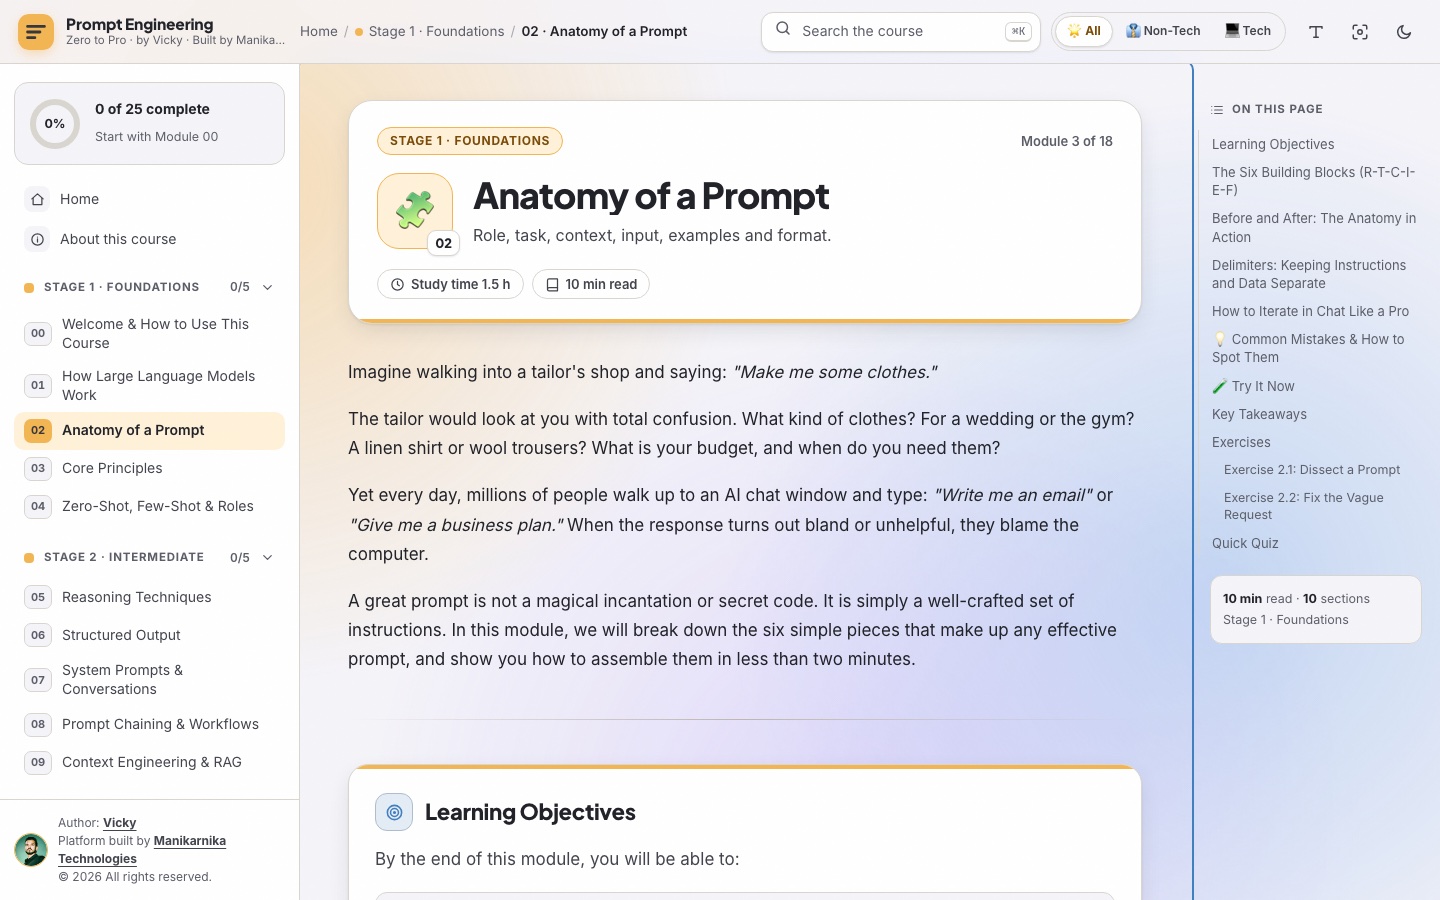 Prompt Engineering
Zero to Pro · by Vicky · Built by Manika...
Home / Stage 1 · Foundations / 02 · Anatomy of a Prompt
Search the course
⌘K
All
Non-Tech
Tech
0%
0 of 25 complete
Start with Module 00
Home
About this course
STAGE 1 · FOUNDATIONS 0/5
00 Welcome & How to Use This
Course
01 How Large Language Models
Work
02 Anatomy of a Prompt
03 Core Principles
04 Zero-Shot, Few-Shot & Roles
STAGE 2 · INTERMEDIATE 0/5
05 Reasoning Techniques
06 Structured Output
07 System Prompts &
Conversations
08 Prompt Chaining & Workflows
09 Context Engineering & RAG
Author: Vicky
Platform built by Manikarnika
Technologies
© 2026 All rights reserved.
STAGE 1 · FOUNDATIONS
Module 3 of 18
02
Anatomy of a Prompt
Role, task, context, input, examples and format.
Study time 1.5 h
10 min read
Imagine walking into a tailor's shop and saying: "Make me some clothes."
The tailor would look at you with total confusion. What kind of clothes? For a wedding or the gym?
A linen shirt or wool trousers? What is your budget, and when do you need them?
Yet every day, millions of people walk up to an AI chat window and type: "Write me an email" or
"Give me a business plan." When the response turns out bland or unhelpful, they blame the
computer.
A great prompt is not a magical incantation or secret code. It is simply a well-crafted set of
instructions. In this module, we will break down the six simple pieces that make up any effective
prompt, and show you how to assemble them in less than two minutes.
Learning Objectives
By the end of this module, you will be able to:
ON THIS PAGE
Learning Objectives
The Six Building Blocks (R-T-C-I-
E-F)
Before and After: The Anatomy in
Action
Delimiters: Keeping Instructions
and Data Separate
How to Iterate in Chat Like a Pro
💡 Common Mistakes & How to
Spot Them
🧪 Try It Now
Key Takeaways
Exercises
Exercise 2.1: Dissect a Prompt
Exercise 2.2: Fix the Vague
Request
Quick Quiz
10 min read · 10 sections
Stage 1 · Foundations